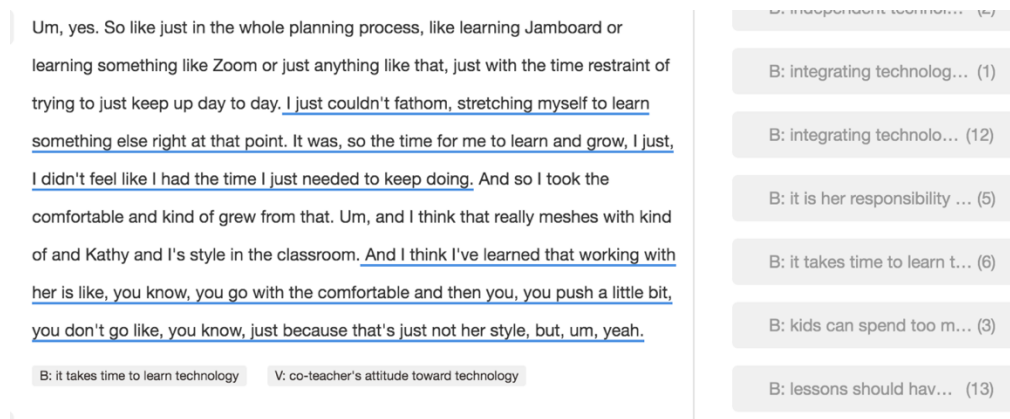 Um, yes. So like just in the whole planning process, like learning Jamboard or
learning something like Zoom or just anything like that, just with the time restraint of
trying to just keep up day to day. I just couldn't fathom, stretching myself to learn
something else right at that point. It was, so the time for me to learn and grow, I just,
I didn't feel like I had the time I just needed to keep doing. And so I took the
comfortable and kind of grew from that. Um, and I think that really meshes with kind
of and Kathy and I's style in the classroom. And I think I've learned that working with
her is like, you know, you go with the comfortable and then you, you push a little bit,
you don't go like, you know, just because that's just not her style, but, um, yeah.
B: it takes time to learn technology
V: co-teacher's attitude toward technology
B: independent technol... (2)
B: integrating technolog... (1)
B: integrating technolo... (12)
B: it is her responsibility ... (5)
B: it takes time to learn t... (6)
B: kids can spend too m... (3)
B: lessons should hav... (13)